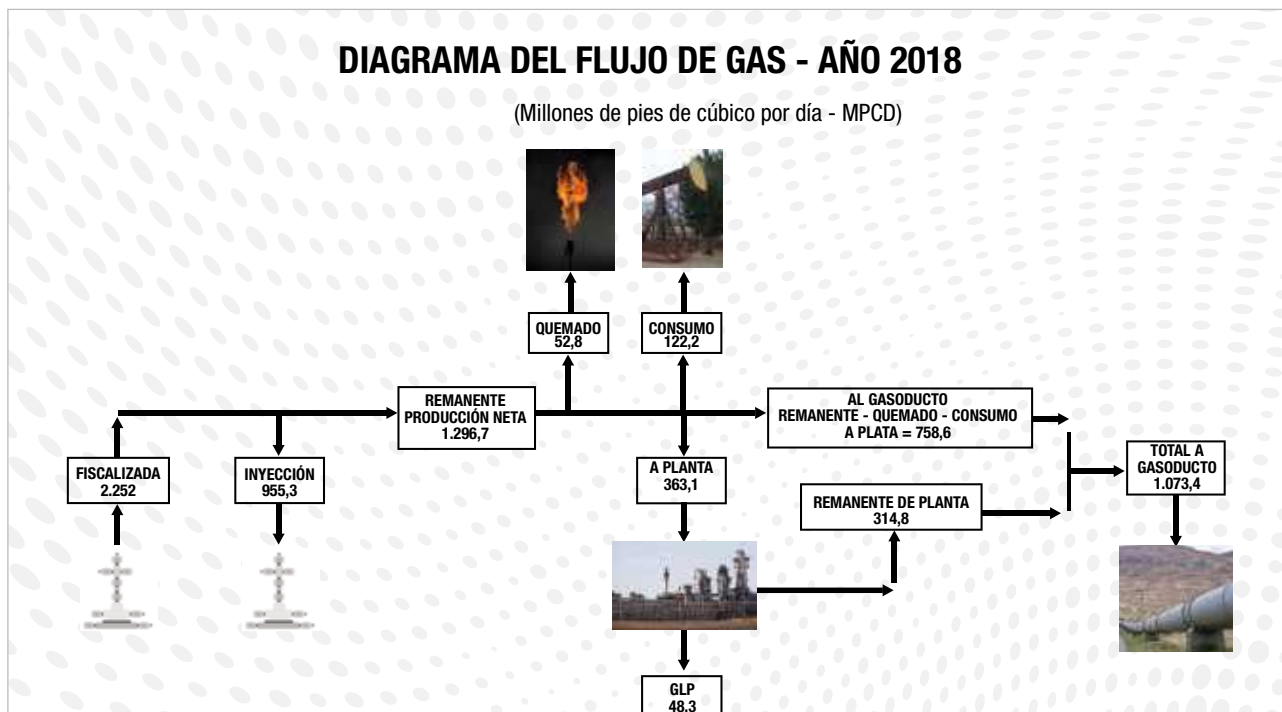 DIAGRAMA DEL FLUJO DE GAS - AÑO 2018
(Millones de pies de cúbico por día - MPCD)
QUEMADO
52,8
CONSUMO
122,2
REMANENTE
PRODUCCIÓN NETA
1.296,7
AL GASODUCTO
REMANENTE - QUEMADO - CONSUMO
A PLATA = 758,6
FISCALIZADA
2.252
INYECCIÓN
955,3
A PLANTA
363,1
REMANENTE DE PLANTA
314,8
TOTAL A
GASODUCTO
1.073,4
GLP
48,3